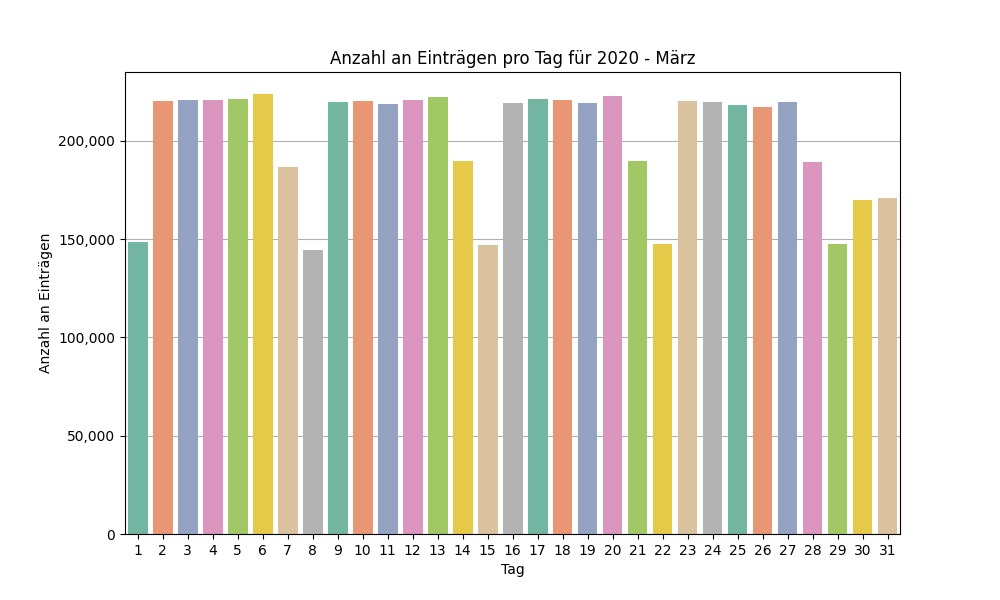 Anzahl an Einträgen pro Tag für 2020 - März
Anzahl an Einträgen
200,000
150,000
100,000
50,000
0
1 2 3 4 5 6 7 8 9 10 11 12 13 14 15 16 17 18 19 20 21 22 23 24 25 26 27 28 29 30 31
Tag